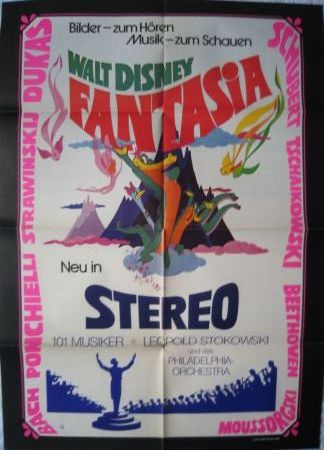 Bilder – zum Hören
Musik – zum Schauen
WALT DISNEY
FANTASIA
Neu in
STEREO
101 MUSIKER • LEOPOLD STOKOWSKI
und das
PHILADELPHIA-
ORCHESTRA
BACH PONCHIELLI STRAWINSKIJ DUKAS
SCHUBERT TSCHAIKOWSKI BEETHOVEN
MOUSSORGSKI